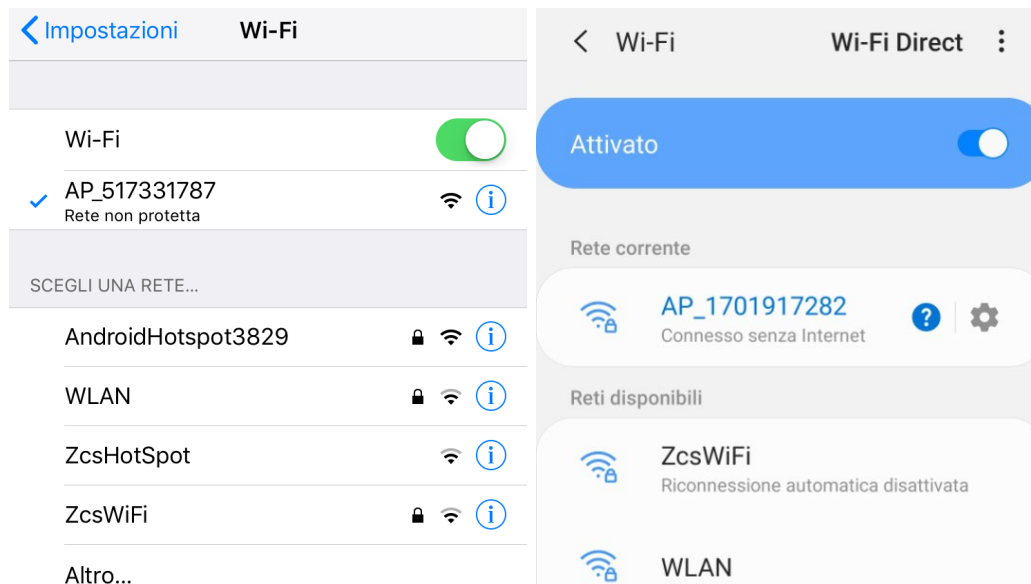 Impostazioni
Wi-Fi
Wi-Fi
AP_517331787
Rete non protetta
SCEGLI UNA RETE...
AndroidHotspot3829
WLAN
ZcsHotSpot
ZcsWiFi
Altro...
Wi-Fi
Wi-Fi Direct
Attivato
Rete corrente
AP_1701917282
Connesso senza Internet
Reti disponibili
ZcsWiFi
Riconnessione automatica disattivata
WLAN